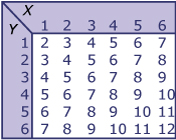 X
Y 1 2 3 4 5 6
1 2 3 4 5 6 7
2 3 4 5 6 7 8
3 4 5 6 7 8 9
4 5 6 7 8 9 10
5 6 7 8 9 10 11
6 7 8 9 10 11 12